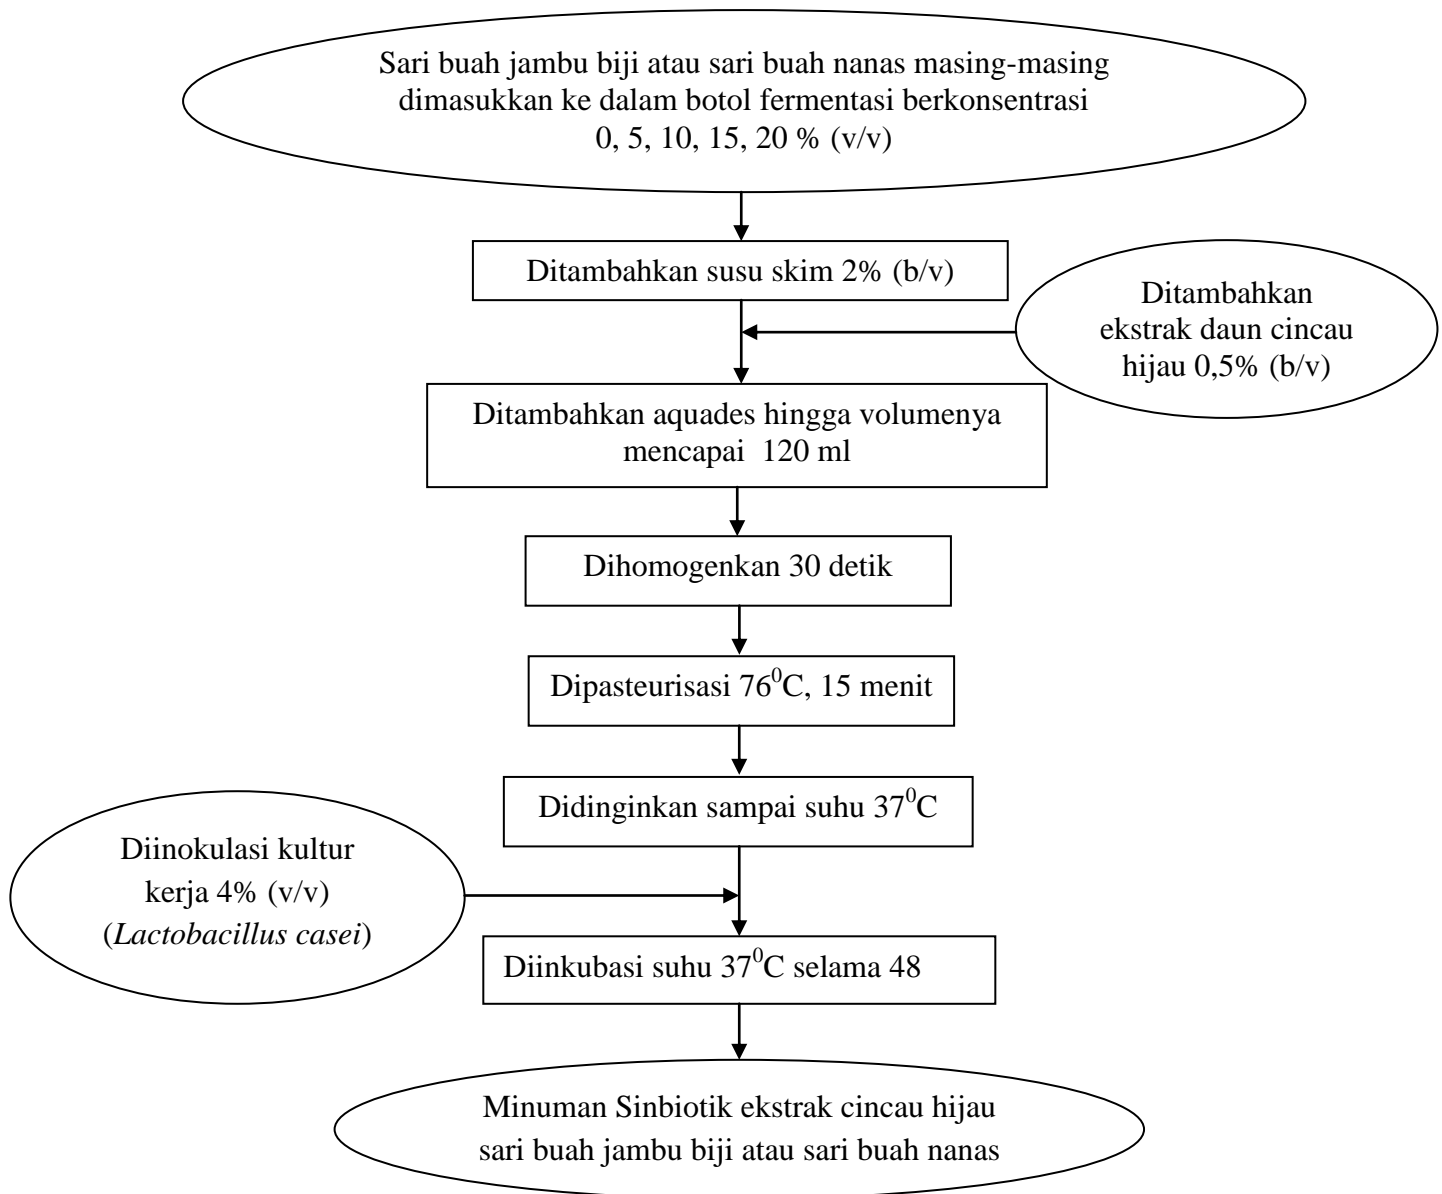 Sari buah jambu biji atau sari buah nanas masing-masing
dimasukkan ke dalam botol fermentasi berkonsentrasi
0, 5, 10, 15, 20 % (v/v)
Ditambahkan susu skim 2% (b/v)
Ditambahkan
ekstrak daun cincau
hijau 0,5% (b/v)
Ditambahkan aquades hingga volumenya
mencapai  120 ml
Dihomogenkan 30 detik
Dipasteurisasi 76⁰C, 15 menit
Didinginkan sampai suhu 37⁰C
Diinokulasi kultur
kerja 4% (v/v)
(Lactobacillus casei)
Diinkubasi suhu 37⁰C selama 48
Minuman Sinbiotik ekstrak cincau hijau
sari buah jambu biji atau sari buah nanas